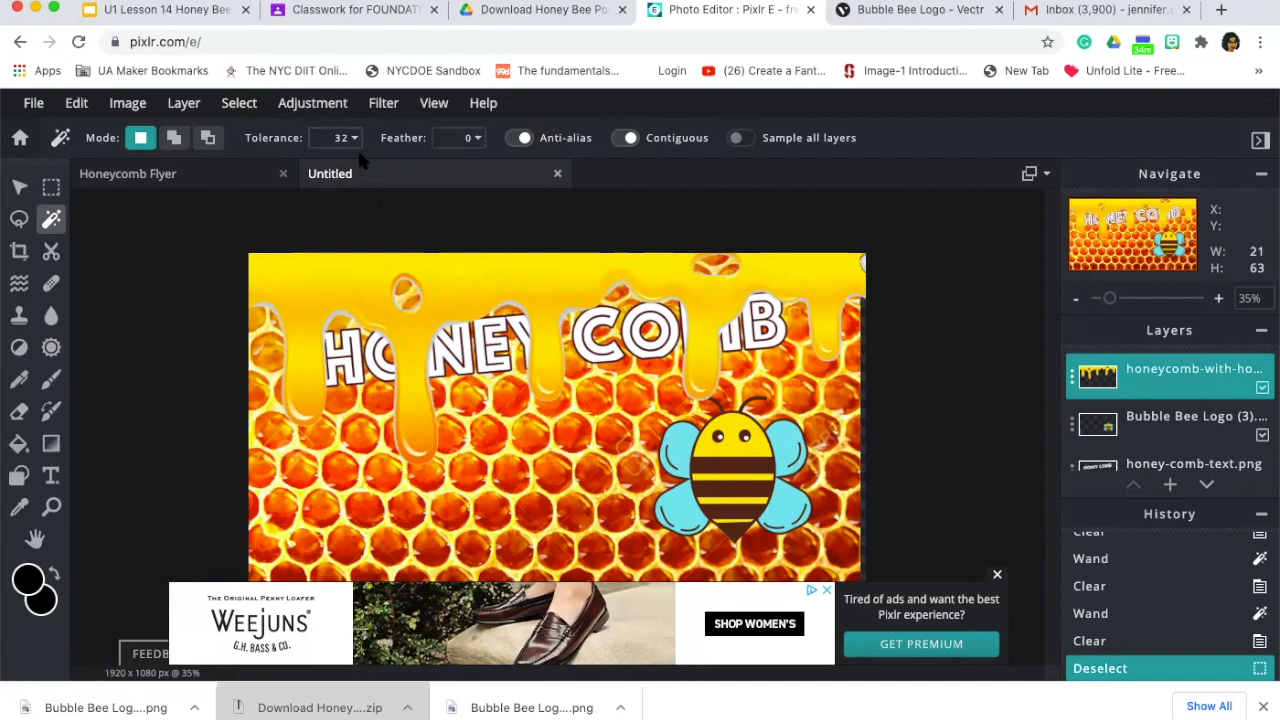 U1 Lesson 14 Honey Bee
Classwork for FOUNDAT
Download Honey Bee Po
Photo Editor : Pixlr E - fre
Bubble Bee Logo - Vectr
Inbox (3,900) - jennifer.
pixlr.com/e/
34m
Apps
UA Maker Bookmarks
The NYC DIIT Onl...
NYCDOE Sandbox
The fundamentals...
Login
(26) Create a Fant...
Image-1 Introducti...
New Tab
Unfold Lite - Free...
»
File Edit Image Layer Select Adjustment Filter View Help
Mode: Tolerance: 32 Feather: 0 Anti-alias Contiguous Sample all layers
Honeycomb Flyer
Untitled
Navigate
X:
Y:
W: 21
H: 63
- + 35%
HONEY COMB
Layers
honeycomb-with-ho...
Bubble Bee Logo (3)....
honey-comb-text.png
History
Clear
Wand
Clear
Wand
Clear
Deselect
THE ORIGINAL PENNY LOAFER
WEEJUNS®
G.H. BASS & CO.
SHOP WOMEN'S
Tired of ads and want the best
Pixlr experience?
GET PREMIUM
FEEDB
1920 x 1080 px @ 35%
Bubble Bee Log....png
Download Honey....zip
Bubble Bee Log....png
Show All